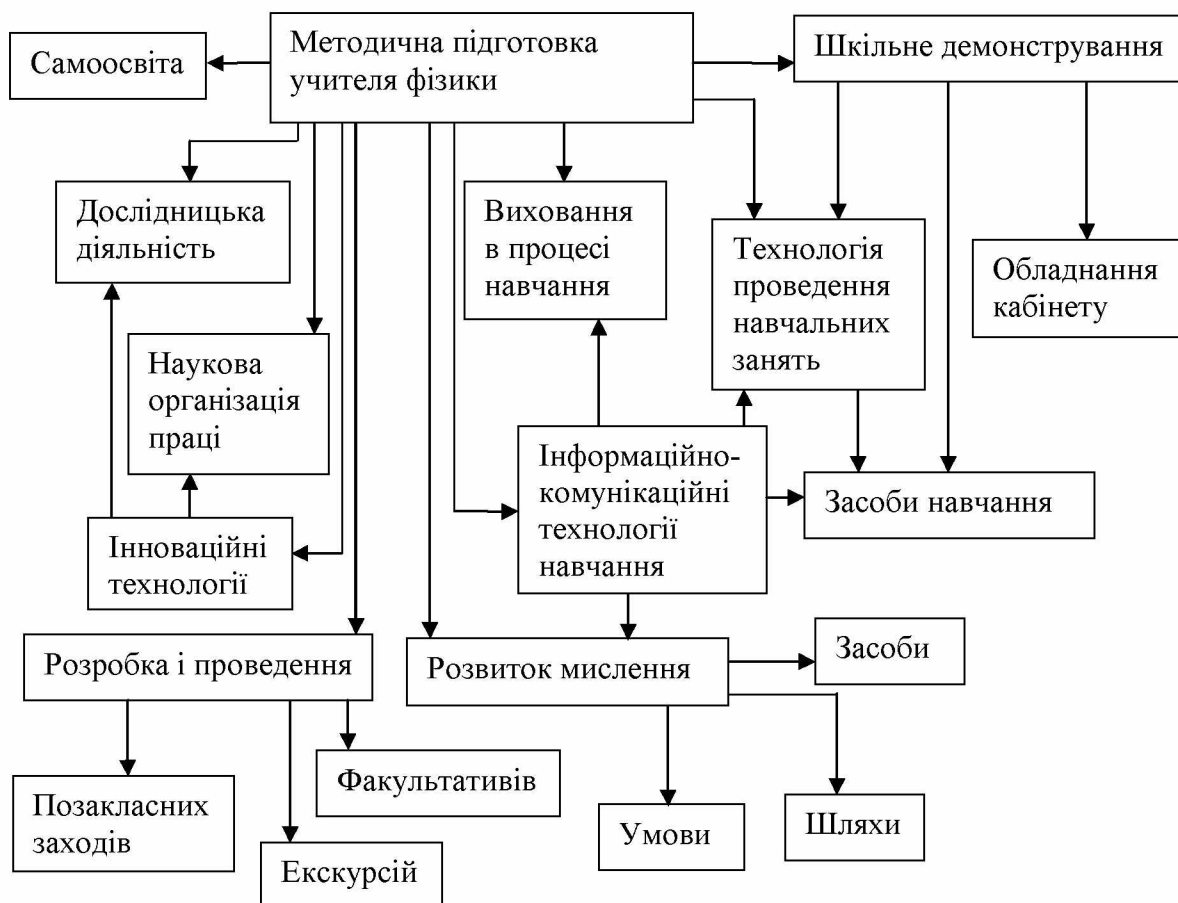 Самоосвіта
Методична підготовка
учителя фізики
Шкільне демонстрування
Дослідницька
діяльність
Виховання
в процесі
навчання
Технологія
проведення
навчальних
занять
Обладнання
кабінету
Наукова
організація
праці
Інформаційно-
комунікаційні
технології
навчання
Засоби навчання
Інноваційні
технології
Розробка і проведення
Розвиток мислення
Засоби
Позакласних
заходів
Факультативів
Екскурсій
Умови
Шляхи